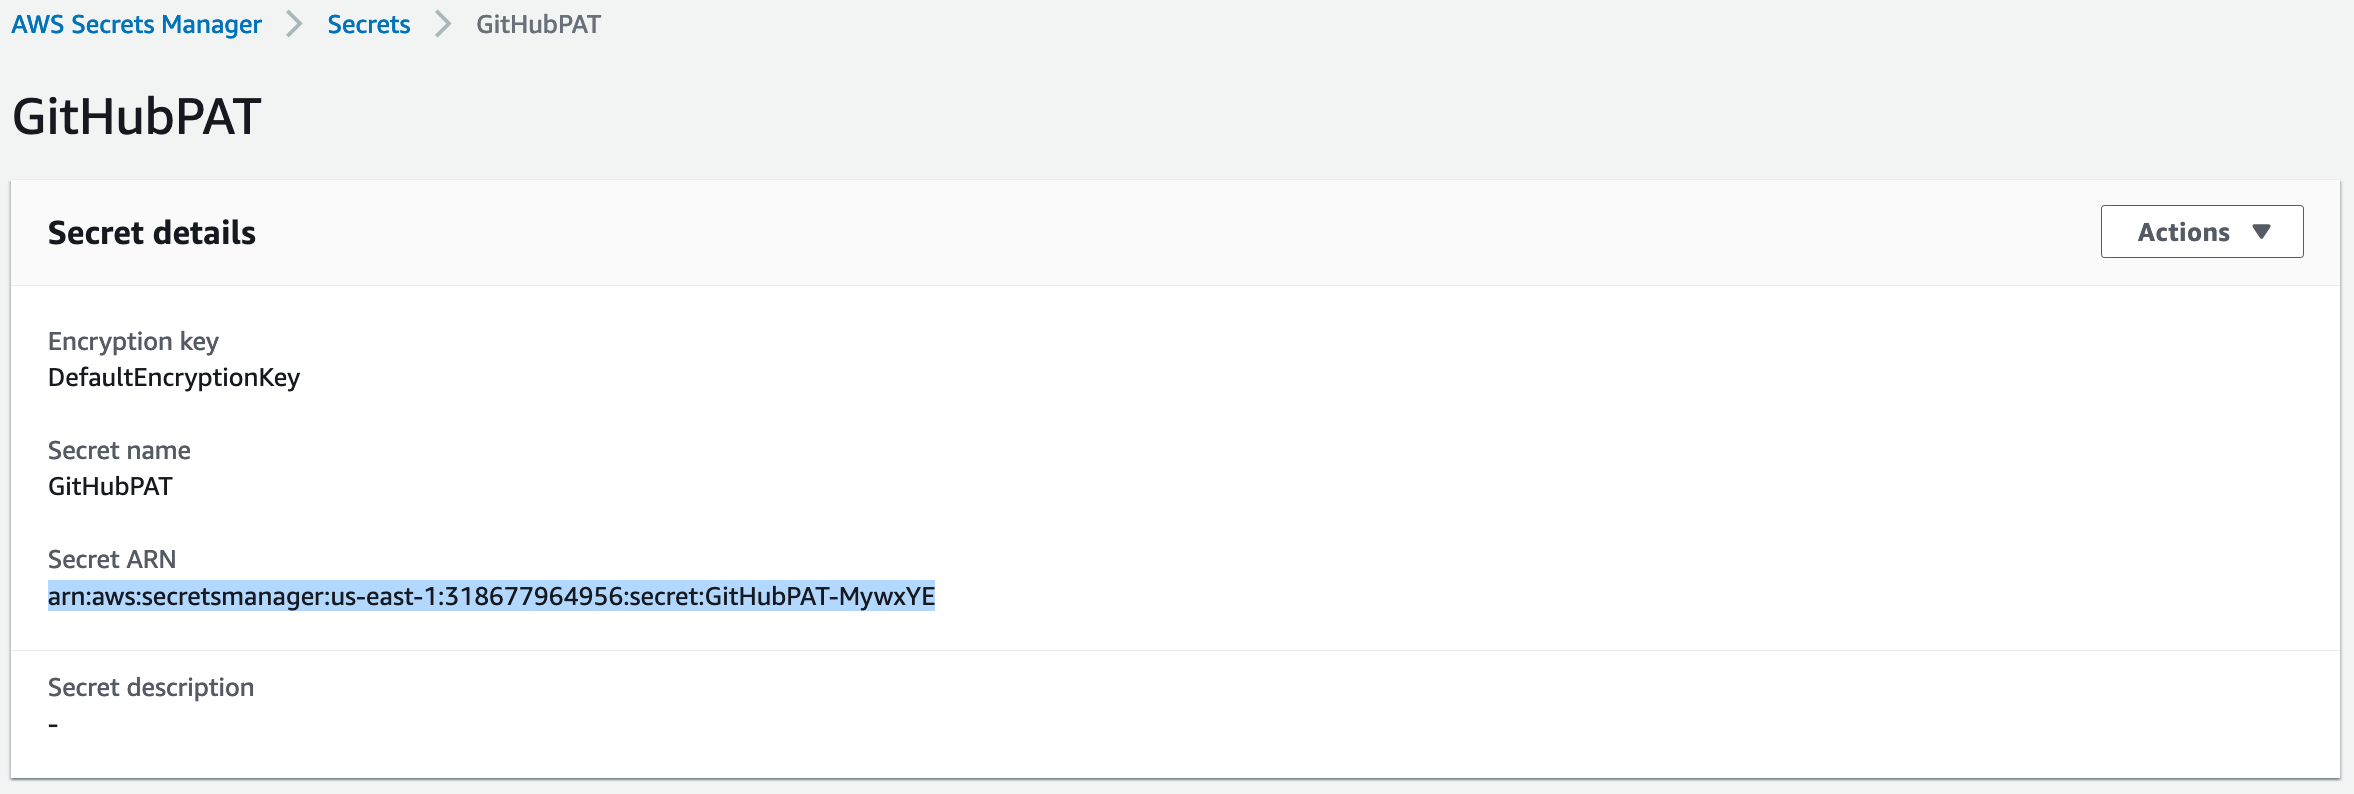 AWS Secrets Manager > Secrets > GitHubPAT
GitHubPAT
Secret details
Actions ▼
Encryption key
DefaultEncryptionKey
Secret name
GitHubPAT
Secret ARN
arn:aws:secretsmanager:us-east-1:318677964956:secret:GitHubPAT-MywxYE
Secret description
-